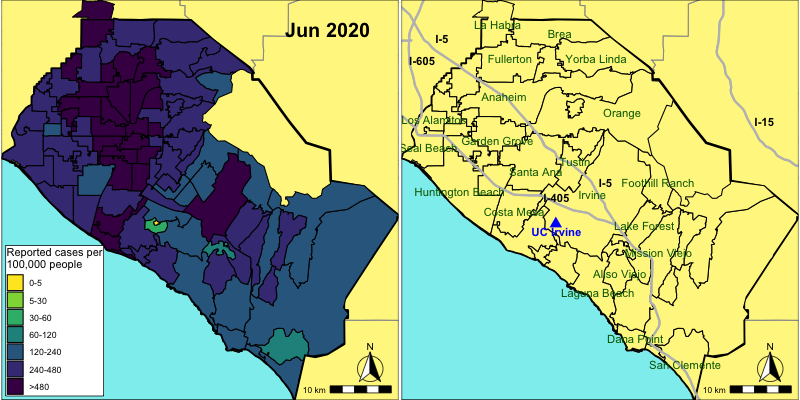 Jun 2020
Reported cases per
100,000 people
0-5
5-30
30-60
60-120
120-240
240-480
>480
N
10 km
La Habra
Brea
I-5
I-605
Fullerton
Yorba Linda
Anaheim
Orange
I-15
Los Alamitos
Garden Grove
Seal Beach
Tustin
Santa Ana
I-5
Foothill Ranch
Huntington Beach
I-405
Irvine
Costa Mesa
UC Irvine
Lake Forest
Mission Viejo
Aliso Viejo
Laguna Beach
Dana Point
San Clemente
N
10 km